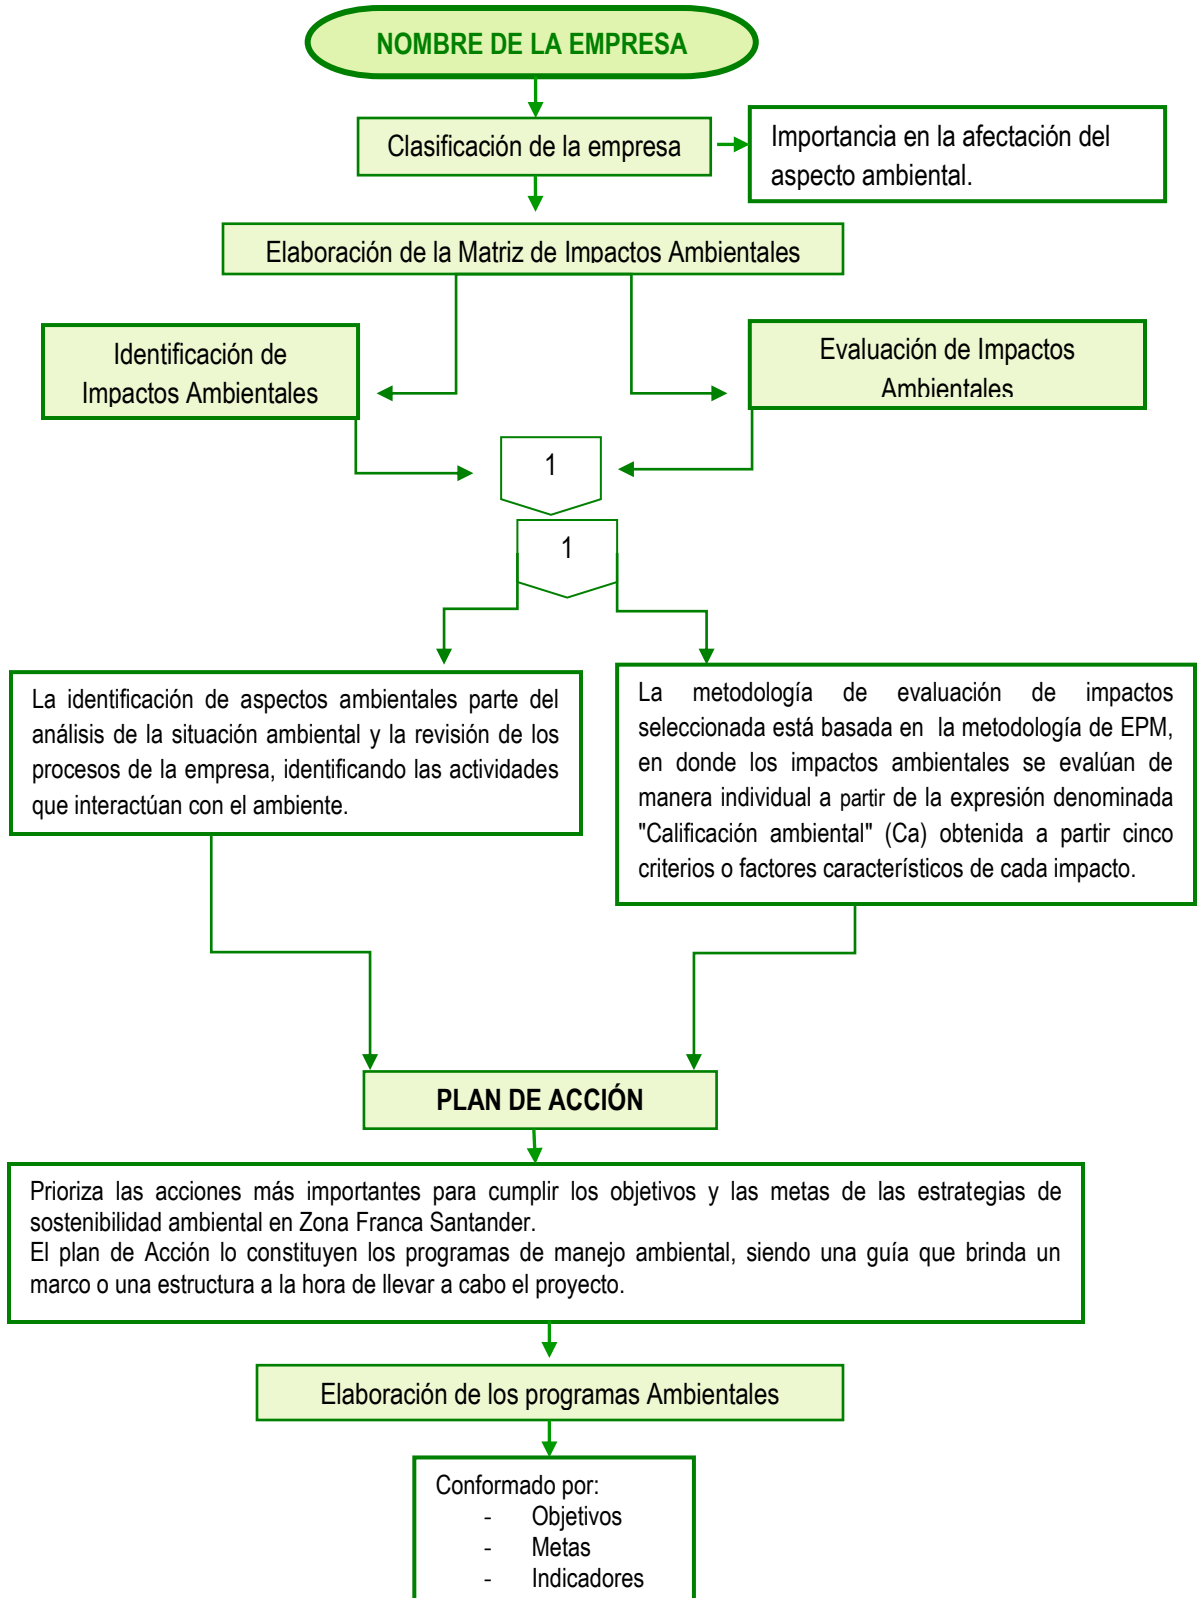 NOMBRE DE LA EMPRESA
Clasificación de la empresa
Importancia en la afectación del
aspecto ambiental.
Elaboración de la Matriz de Impactos Ambientales
Identificación de
Impactos Ambientales
Evaluación de Impactos
Ambientales
1
1
La identificación de aspectos ambientales parte del
análisis de la situación ambiental y la revisión de los
procesos de la empresa, identificando las actividades
que interactúan con el ambiente.
La metodología de evaluación de impactos
seleccionada está basada en la metodología de EPM,
en donde los impactos ambientales se evalúan de
manera individual a partir de la expresión denominada
"Calificación ambiental" (Ca) obtenida a partir cinco
criterios o factores característicos de cada impacto.
PLAN DE ACCIÓN
Prioriza las acciones más importantes para cumplir los objetivos y las metas de las estrategias de
sostenibilidad ambiental en Zona Franca Santander.
El plan de Acción lo constituyen los programas de manejo ambiental, siendo una guía que brinda un
marco o una estructura a la hora de llevar a cabo el proyecto.
Elaboración de los programas Ambientales
Conformado por:
- Objetivos
- Metas
- Indicadores